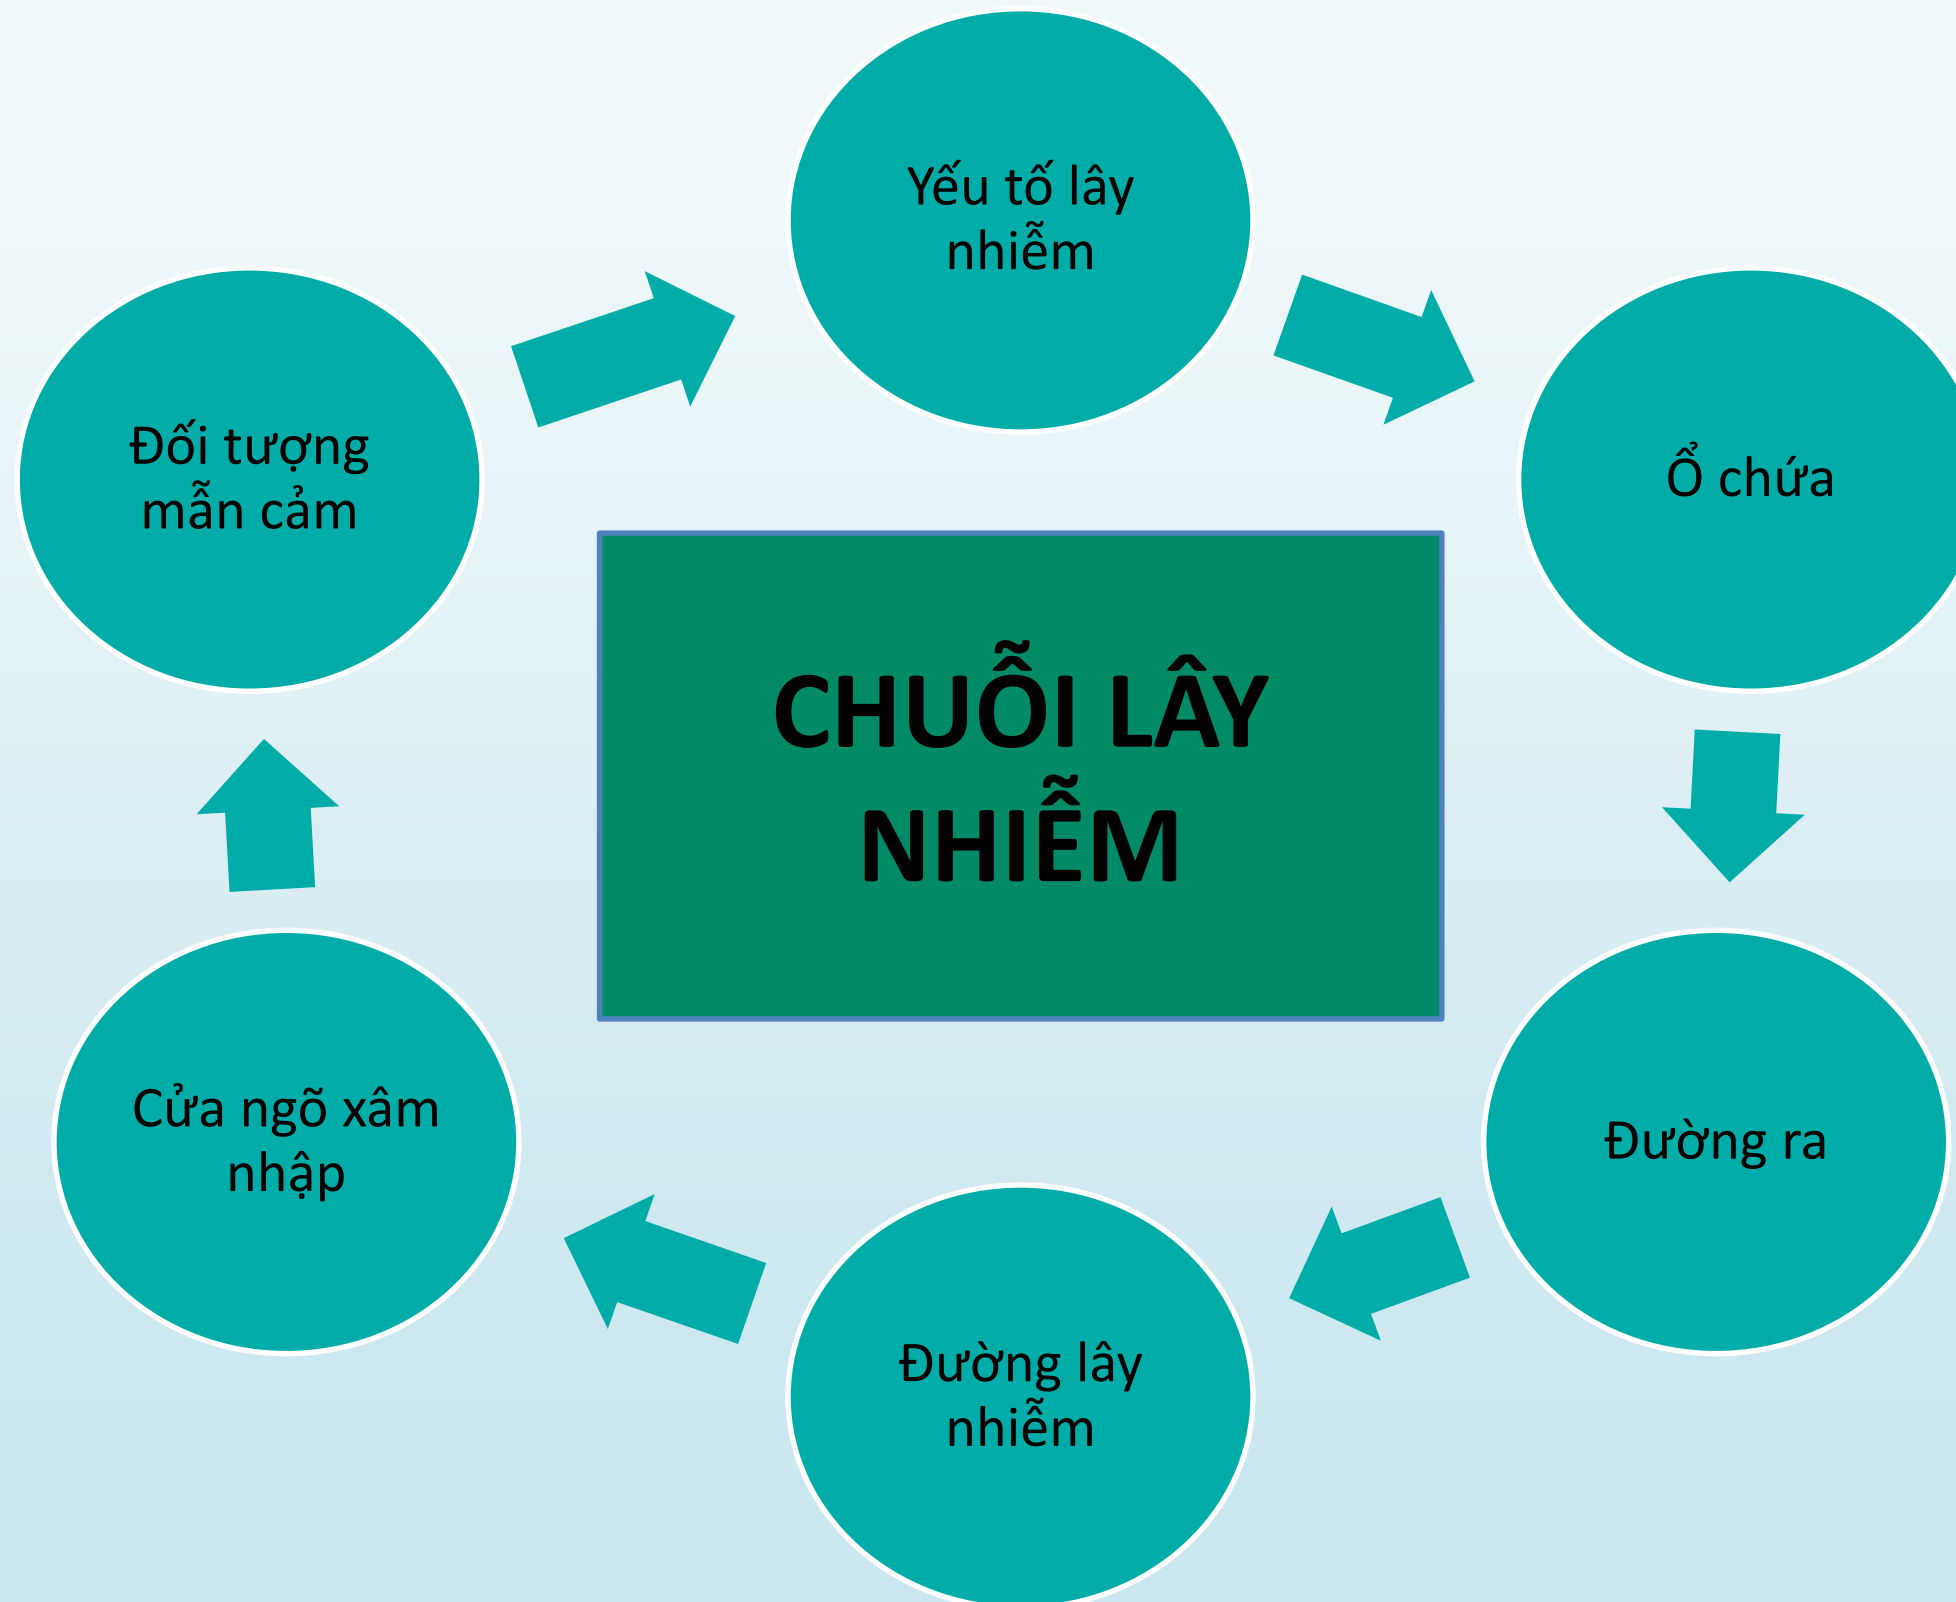 Yếu tố lây
nhiễm
Ổ chứa
Đường ra
Đường lây
nhiễm
Cửa ngõ xâm
nhập
Đối tượng
mẫn cảm
CHUỖI LÂY
NHIỄM